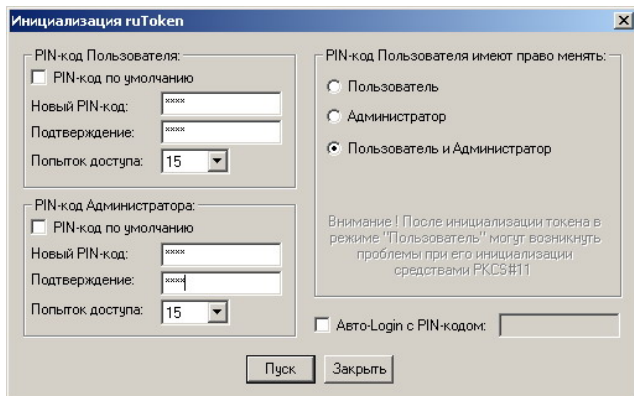 Инициализация ruToken
PIN-код Пользователя:
PIN-код по умолчанию
Новый PIN-код: ****
Подтверждение: ****
Попыток доступа: 15
PIN-код Администратора:
PIN-код по умолчанию
Новый PIN-код: ****
Подтверждение: ****
Попыток доступа: 15
PIN-код Пользователя имеют право менять:
Пользователь
Администратор
Пользователь и Администратор
Внимание ! После инициализации токена в
режиме "Пользователь" могут возникнуть
проблемы при его инициализации
средствами PKCS#11
Авто-Login с PIN-кодом:
Пуск Закрыть